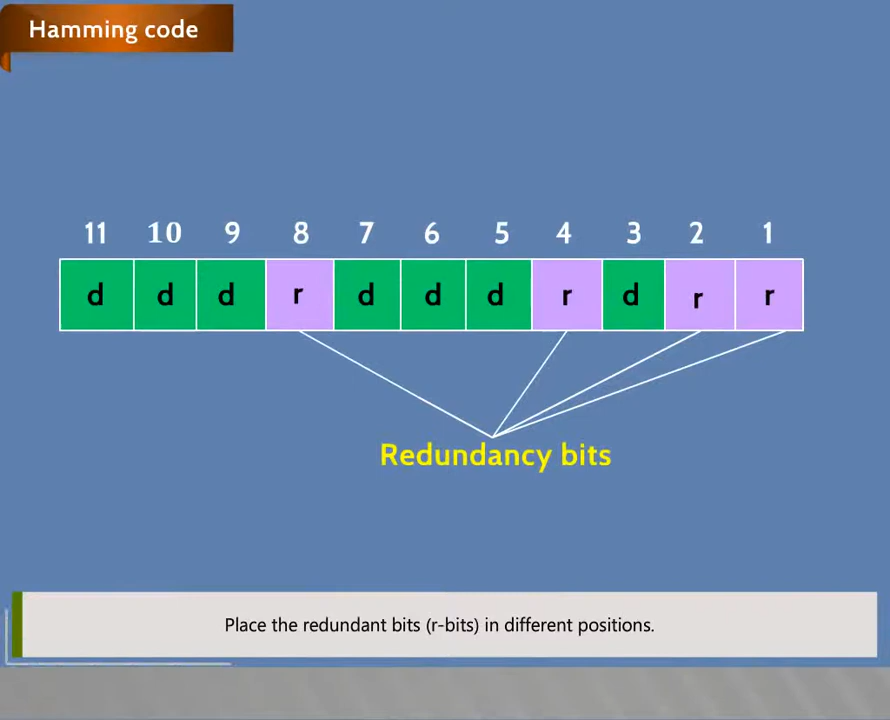 Hamming code
11 10 9 8 7 6 5 4 3 2 1
d d d r d d d r d r r
Redundancy bits
Place the redundant bits (r-bits) in different positions.